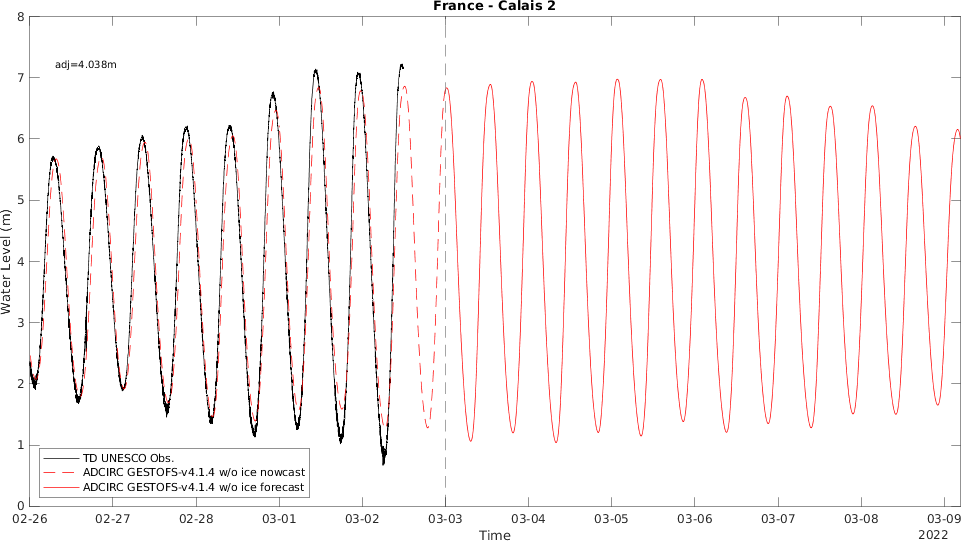 France - Calais 2
8
adj=4.038m
7
6
5
4
3
2
1
0
Water Level (m)
TD UNESCO Obs.
ADCIRC GESTOFS-v4.1.4 w/o ice nowcast
ADCIRC GESTOFS-v4.1.4 w/o ice forecast
02-26 02-27 02-28 03-01 03-02 03-03 03-04 03-05 03-06 03-07 03-08 03-09
Time 2022